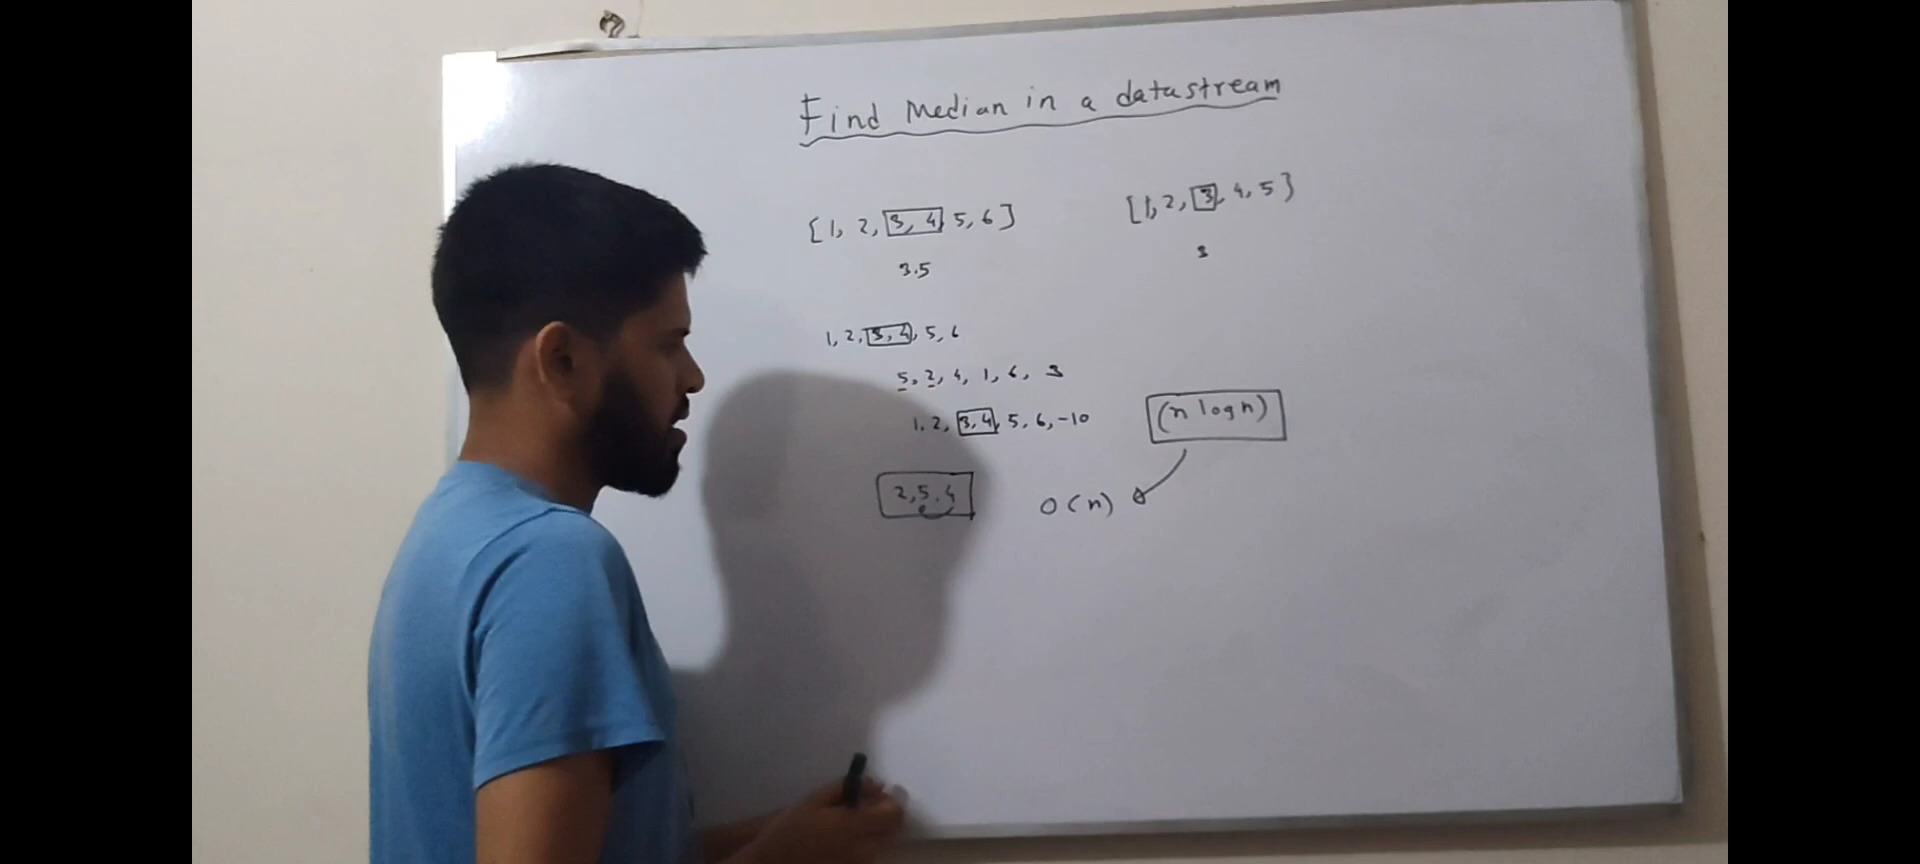 Find Median in a datastream
[1, 2, 3, 4, 5, 6]
[1, 2, 3, 4, 5}
3.5
3
1, 2, 3, 4, 5, 6
5, 2, 4, 1, 6, 3
1, 2, 3, 4, 5, 6, -10
(n log n)
2, 5, 4
O(n)